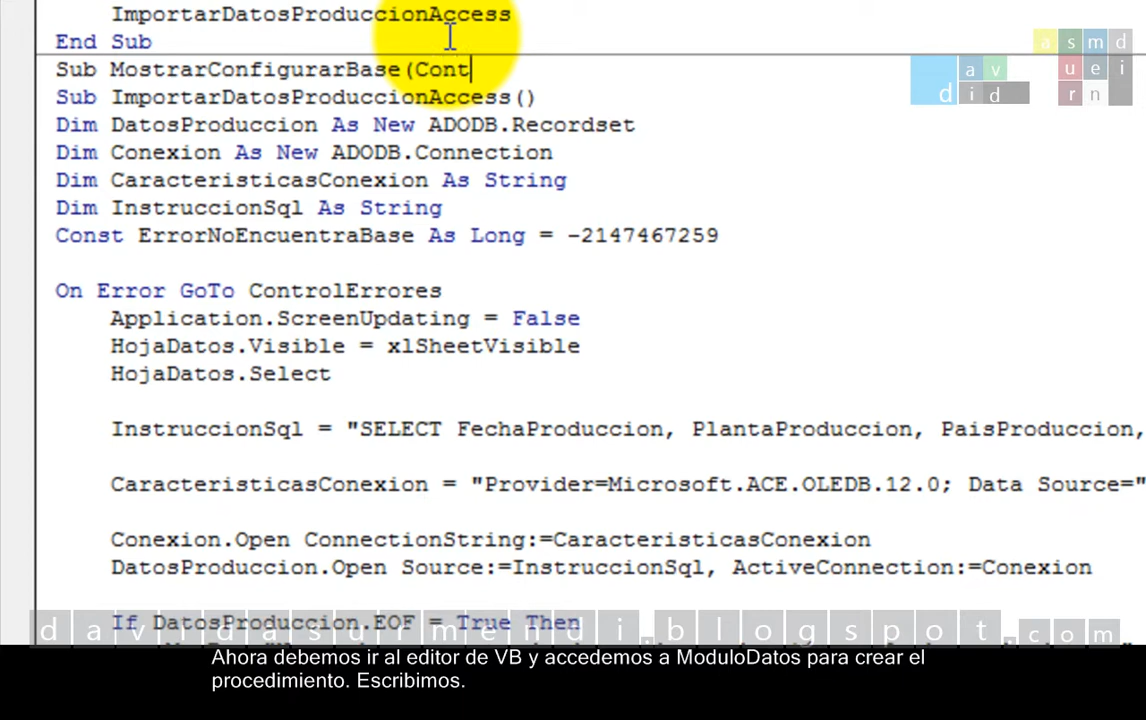 ImportarDatosProduccionAccess
End Sub
Sub MostrarConfigurarBase(Cont
Sub ImportarDatosProduccionAccess()
Dim DatosProduccion As New ADODB.Recordset
Dim Conexion As New ADODB.Connection
Dim CaracteristicasConexion As String
Dim InstruccionSql As String
Const ErrorNoEncuentraBase As Long = -2147467259
On Error GoTo ControlErrores
Application.ScreenUpdating = False
HojaDatos.Visible = xlSheetVisible
HojaDatos.Select
InstruccionSql = "SELECT FechaProduccion, PlantaProduccion, PaisProduccion,
CaracteristicasConexion = "Provider=Microsoft.ACE.OLEDB.12.0; Data Source="
Conexion.Open ConnectionString:=CaracteristicasConexion
DatosProduccion.Open Source:=InstruccionSql, ActiveConnection:=Conexion
If DatosProduccion.EOF = True Then
davidasurmendi.blogspot.com
Ahora debemos ir al editor de VB y accedemos a ModuloDatos para crear el
procedimiento. Escribimos.
a s m d
a v u e i
d i d r n